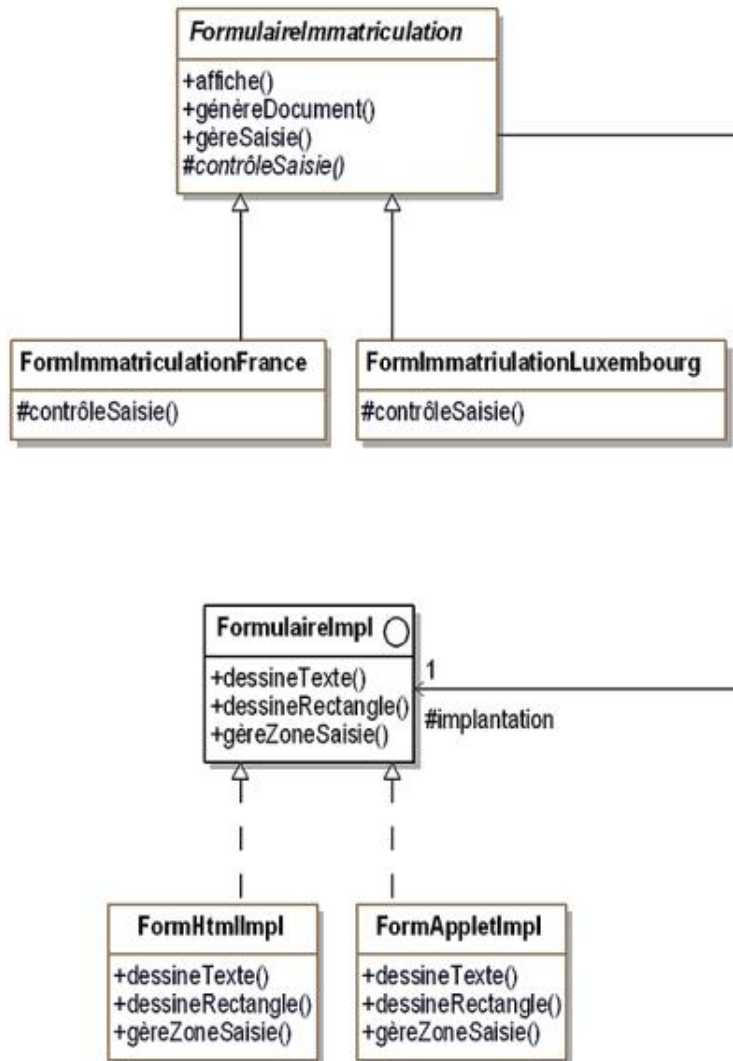 FormulaireImmatriculation
+affiche()
+génèreDocument()
+gèreSaisie()
#contrôleSaisie()
FormImmatriculationFrance
#contrôleSaisie()
FormImmatriulationLuxembourg
#contrôleSaisie()
FormulaireImpl
+dessineTexte()
+dessineRectangle()
+gèreZoneSaisie()
1
#implantation
FormHtmlImpl
+dessineTexte()
+dessineRectangle()
+gèreZoneSaisie()
FormAppletImpl
+dessineTexte()
+dessineRectangle()
+gèreZoneSaisie()